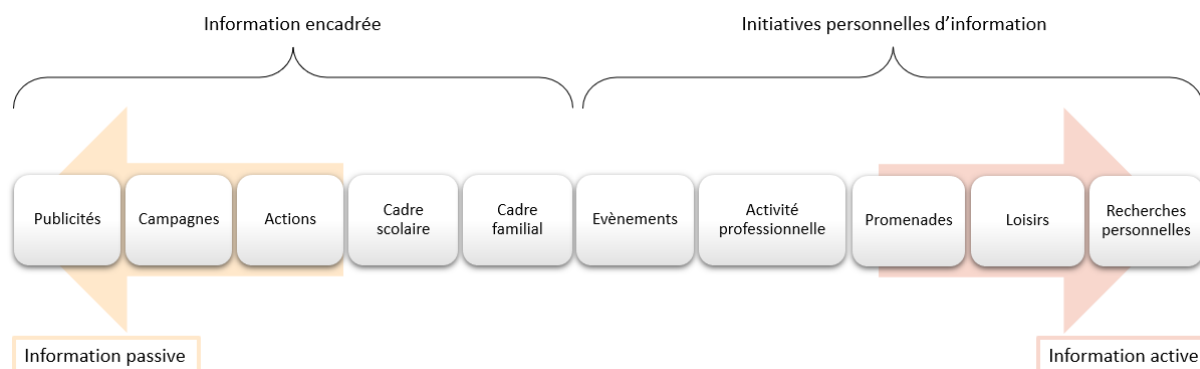 Information encadrée
Initiatives personnelles d’information
Publicités
Campagnes
Actions
Cadre
scolaire
Cadre
familial
Evènements
Activité
professionnelle
Promenades
Loisirs
Recherches
personnelles
Information passive
Information active